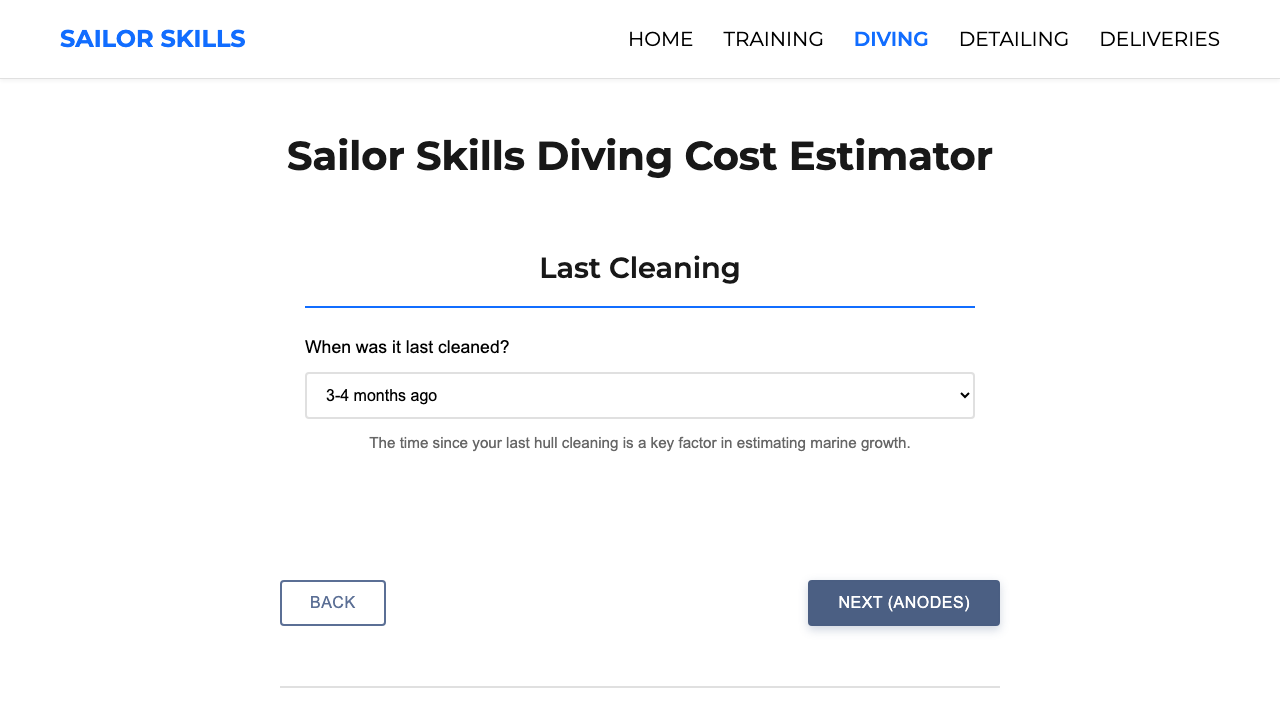 SAILOR SKILLS
HOME TRAINING DIVING DETAILING DELIVERIES
Sailor Skills Diving Cost Estimator
Last Cleaning
When was it last cleaned?
3-4 months ago
The time since your last hull cleaning is a key factor in estimating marine growth.
BACK
NEXT (ANODES)